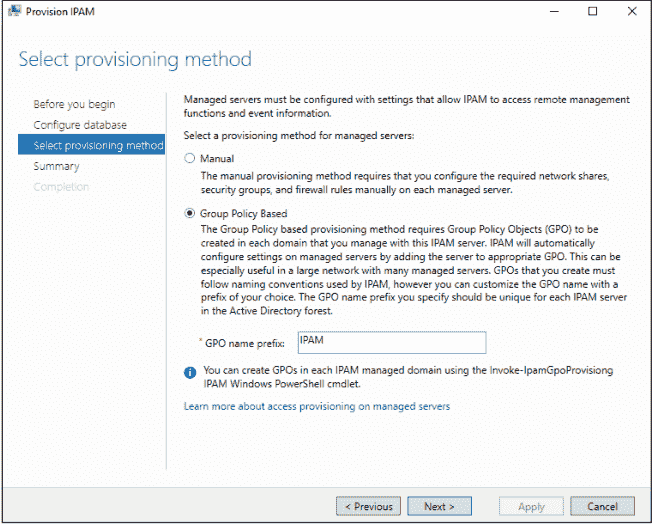 Provision IPAM
Select provisioning method
Before you begin
Configure database
Select provisioning method
Summary
Completion
Managed servers must be configured with settings that allow IPAM to access remote management
functions and event information.
Select a provisioning method for managed servers:
Manual
The manual provisioning method requires that you configure the required network shares,
security groups, and firewall rules manually on each managed server.
Group Policy Based
The Group Policy based provisioning method requires Group Policy Objects (GPO) to be
created in each domain that you manage with this IPAM server. IPAM will automatically
configure settings on managed servers by adding the server to appropriate GPO. This can be
especially useful in a large network with many managed servers. GPOs that you create must
follow naming conventions used by IPAM, however you can customize the GPO name with a
prefix of your choice. The GPO name prefix you specify should be unique for each IPAM server
in the Active Directory forest.
* GPO name prefix: IPAM
You can create GPOs in each IPAM managed domain using the Invoke-IpamGpoProvisiong
IPAM Windows PowerShell cmdlet.
Learn more about access provisioning on managed servers
< Previous Next > Apply Cancel